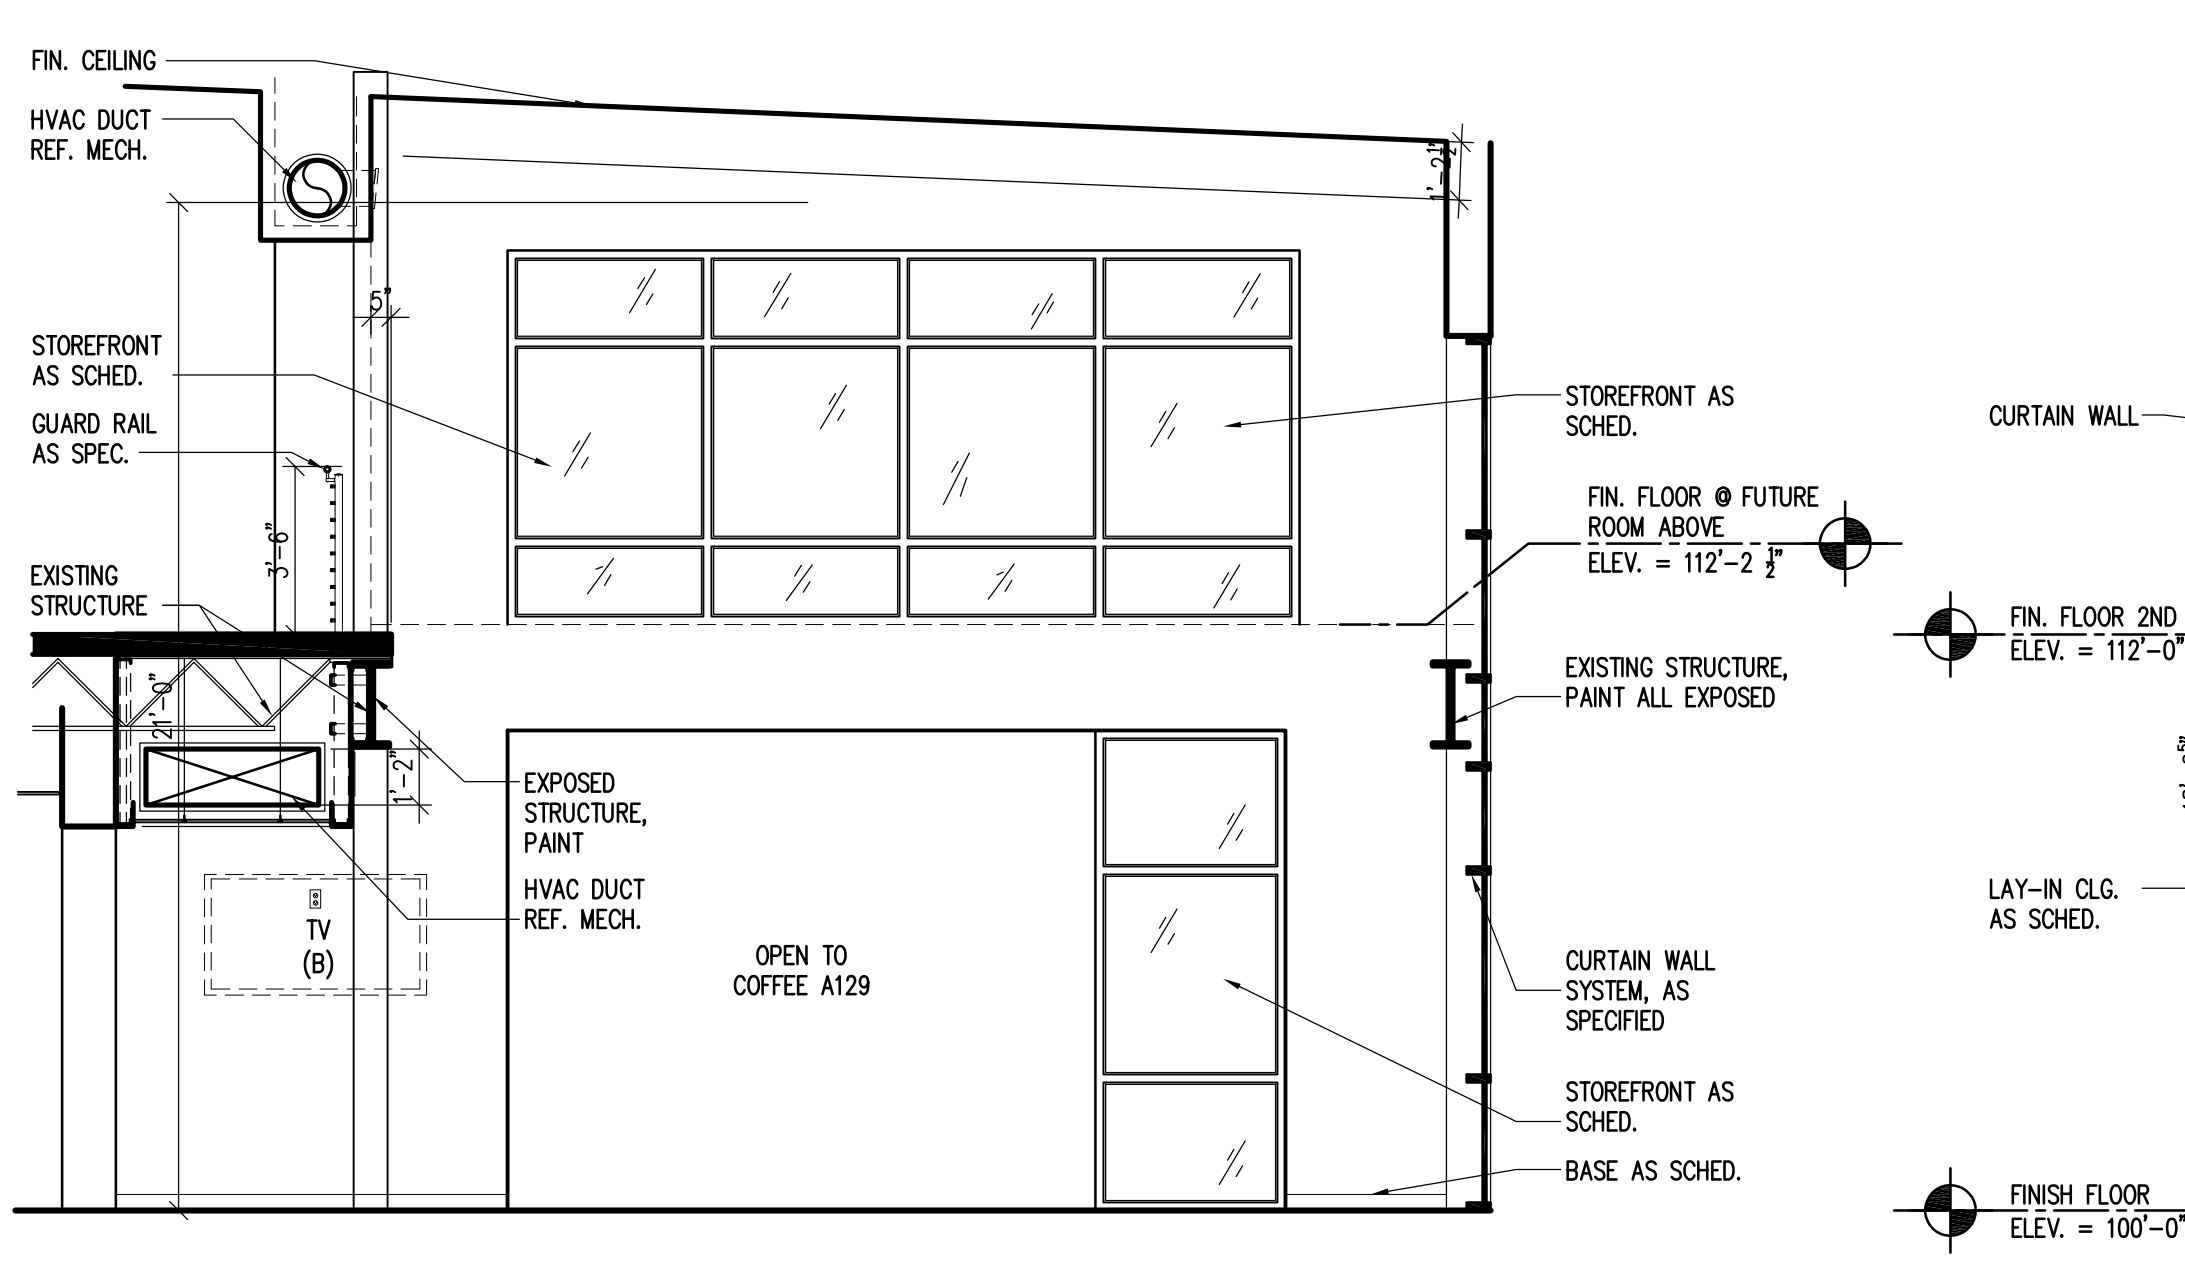 FIN. CEILING
HVAC DUCT
REF. MECH.
1'-2 1/2"
5"
STOREFRONT
AS SCHED.
GUARD RAIL
AS SPEC.
3'-6"
EXISTING
STRUCTURE
21'-0"
1'-2"
EXPOSED
STRUCTURE,
PAINT
HVAC DUCT
REF. MECH.
TV
(B)
OPEN TO
COFFEE A129
STOREFRONT AS
SCHED.
FIN. FLOOR @ FUTURE
ROOM ABOVE
ELEV. = 112'-2 1/2"
EXISTING STRUCTURE,
PAINT ALL EXPOSED
CURTAIN WALL
SYSTEM, AS
SPECIFIED
STOREFRONT AS
SCHED.
BASE AS SCHED.
CURTAIN WALL
FIN. FLOOR 2ND
ELEV. = 112'-0"
LAY-IN CLG.
AS SCHED.
FINISH FLOOR
ELEV. = 100'-0"